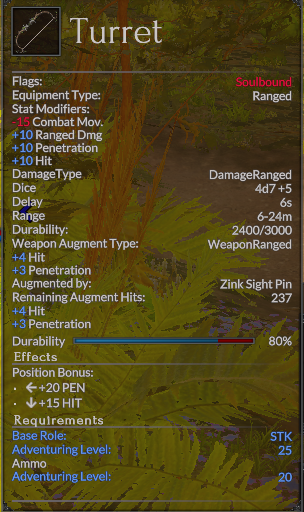 Turret
Flags: Soulbound
Equipment Type: Ranged
Stat Modifiers:
-15 Combat Mov.
+10 Ranged Dmg
+10 Penetration
+10 Hit
DamageType DamageRanged
Dice 4d7 +5
Delay 6s
Range 6-24m
Durability: 2400/3000
Weapon Augment Type: WeaponRanged
+4 Hit
+3 Penetration
Augmented by: Zink Sight Pin
Remaining Augment Hits: 237
+4 Hit
+3 Penetration
Durability 80%
Effects
Position Bonus:
· ←+20 PEN
· ↓+15 HIT
Requirements
Base Role: STK
Adventuring Level: 25
Ammo
Adventuring Level: 20